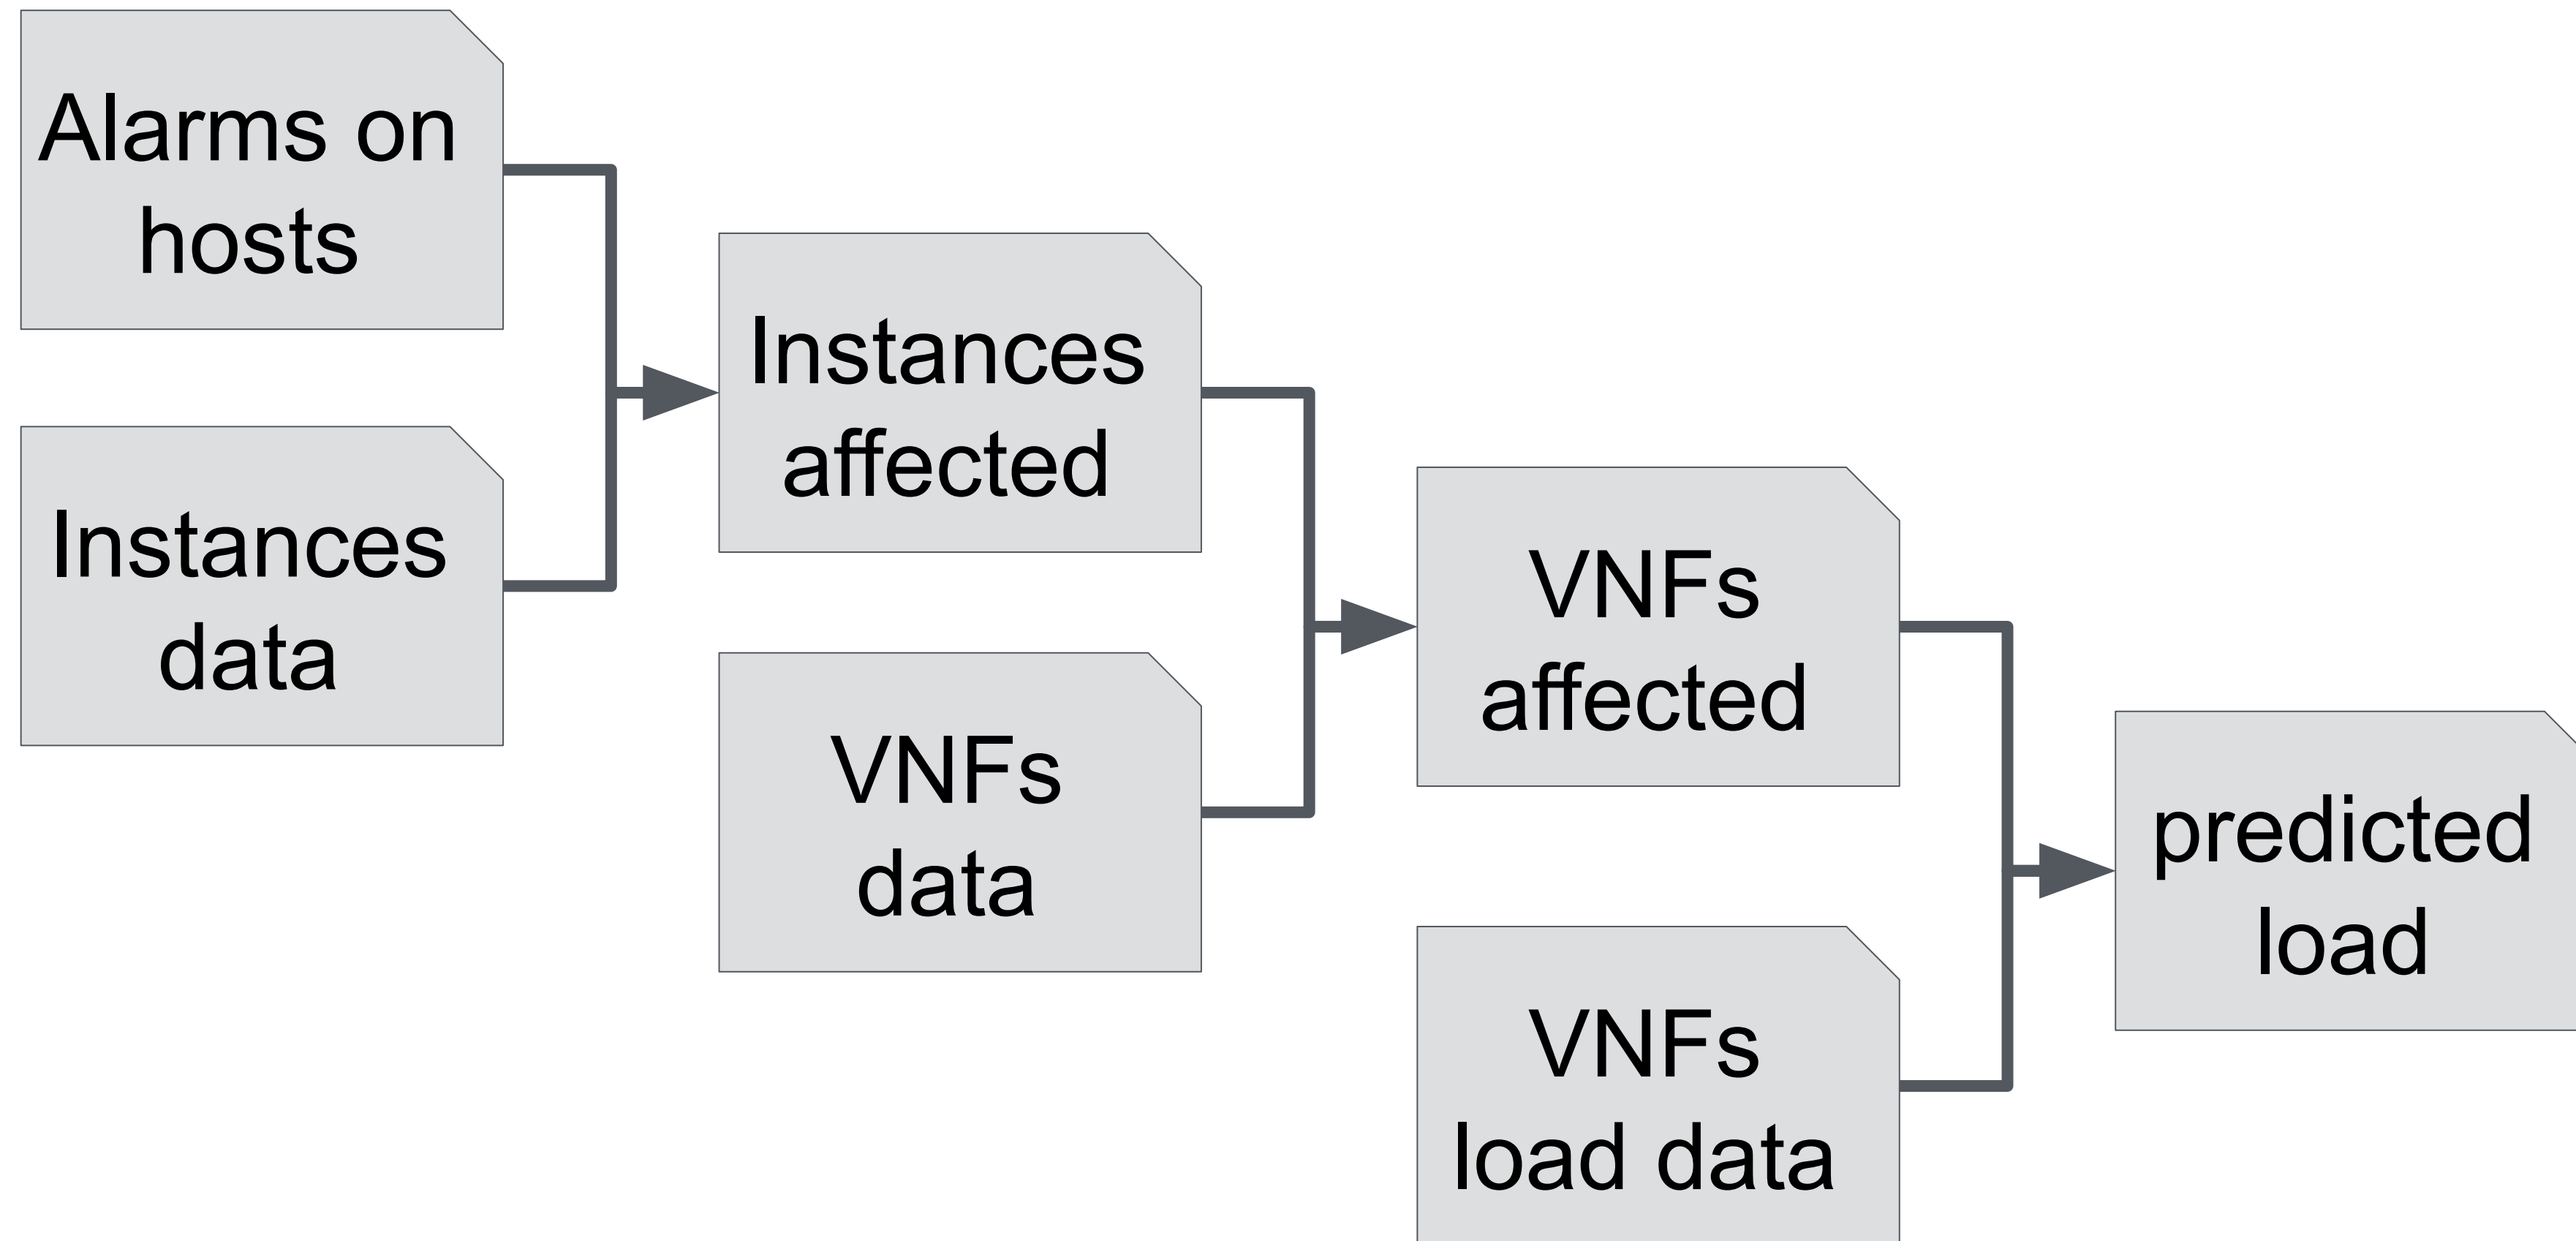 Alarms on
hosts
Instances
data
Instances
affected
VNFs
data
VNFs
affected
VNFs
load data
predicted
load